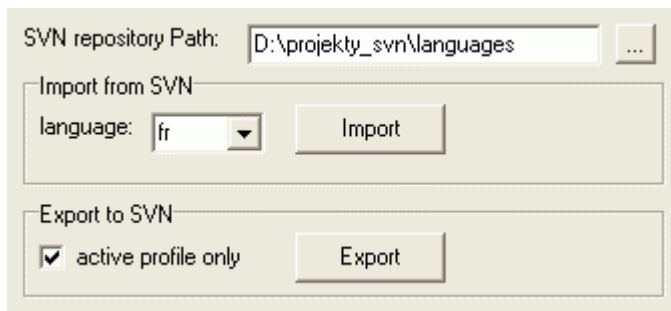 SVN repository Path: D:\projekty_svn\languages ...
Import from SVN
language: fr Import
Export to SVN
active profile only Export